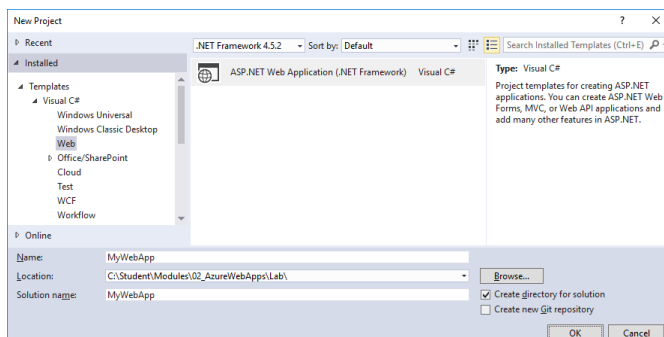 New Project
? X
Recent
.NET Framework 4.5.2 Sort by: Default
Search Installed Templates (Ctrl+E)
Installed
Templates
Visual C#
Windows Universal
Windows Classic Desktop
Web
Office/SharePoint
Cloud
Test
WCF
Workflow
Online
ASP.NET Web Application (.NET Framework) Visual C#
Type: Visual C#
Project templates for creating ASP.NET
applications. You can create ASP.NET Web
Forms, MVC, or Web API applications and
add many other features in ASP.NET.
Name: MyWebApp
Location: C:\Student\Modules\02_AzureWebApps\Lab\ Browse...
Solution name: MyWebApp
Create directory for solution
Create new Git repository
OK Cancel